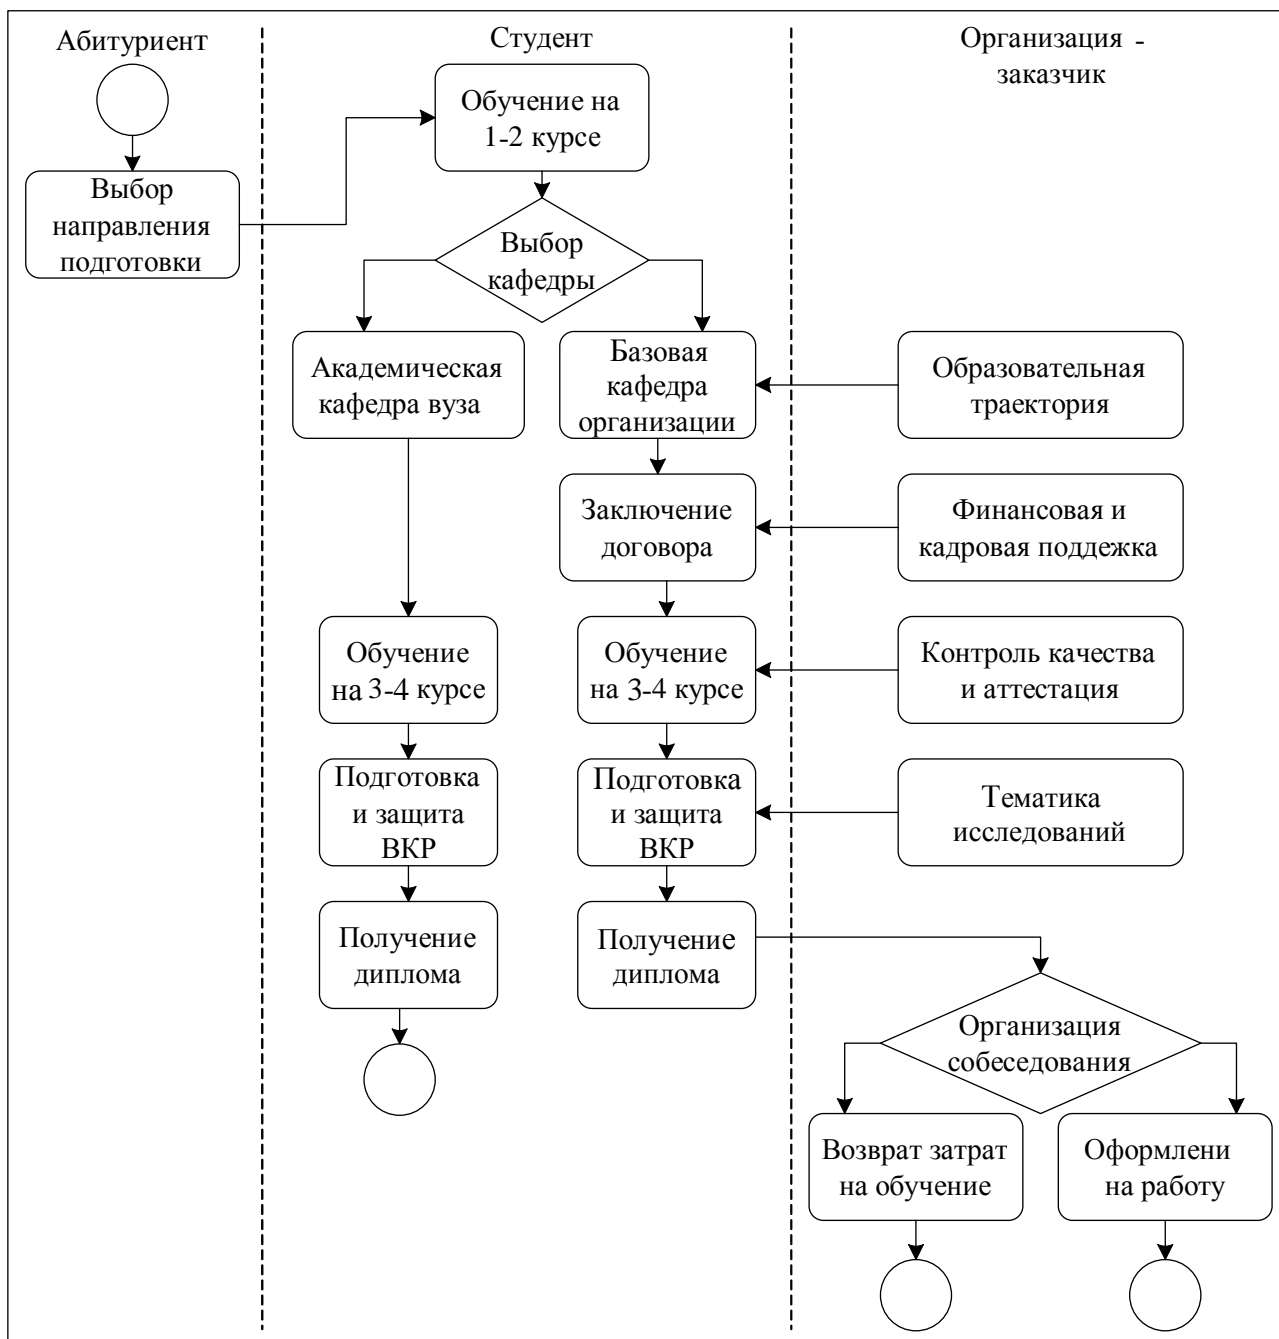 Абитуриент
Студент
Организация -
заказчик
Обучение на
1-2 курсе
Выбор
направления
подготовки
Выбор
кафедры
Академическая
кафедра вуза
Базовая
кафедра
организации
Образовательная
траектория
Заключение
договора
Финансовая и
кадровая поддежка
Обучение
на 3-4 курсе
Обучение
на 3-4 курсе
Контроль качества
и аттестация
Подготовка
и защита
ВКР
Подготовка
и защита
ВКР
Тематика
исследований
Получение
диплома
Получение
диплома
Организация
собеседования
Возврат затрат
на обучение
Оформлени
на работу